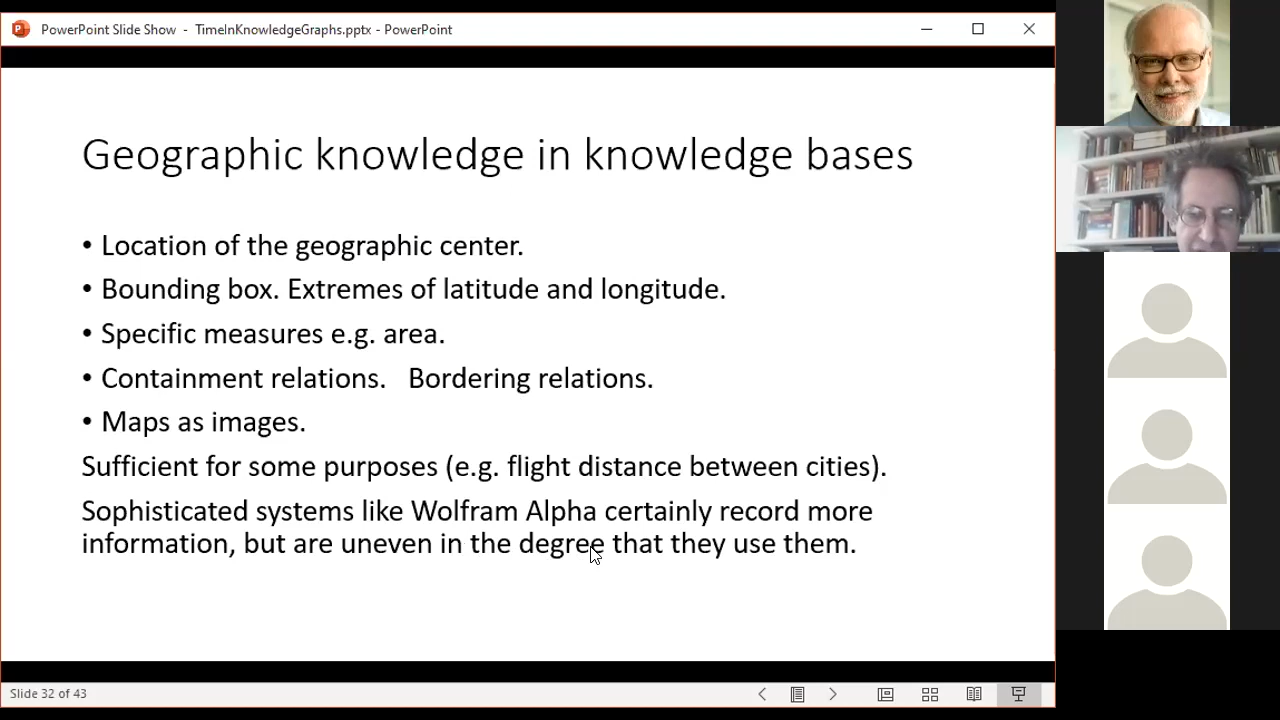 PowerPoint Slide Show - TimeInKnowledgeGraphs.pptx - PowerPoint
Geographic knowledge in knowledge bases
• Location of the geographic center.
• Bounding box. Extremes of latitude and longitude.
• Specific measures e.g. area.
• Containment relations. Bordering relations.
• Maps as images.
Sufficient for some purposes (e.g. flight distance between cities).
Sophisticated systems like Wolfram Alpha certainly record more
information, but are uneven in the degree that they use them.
Slide 32 of 43